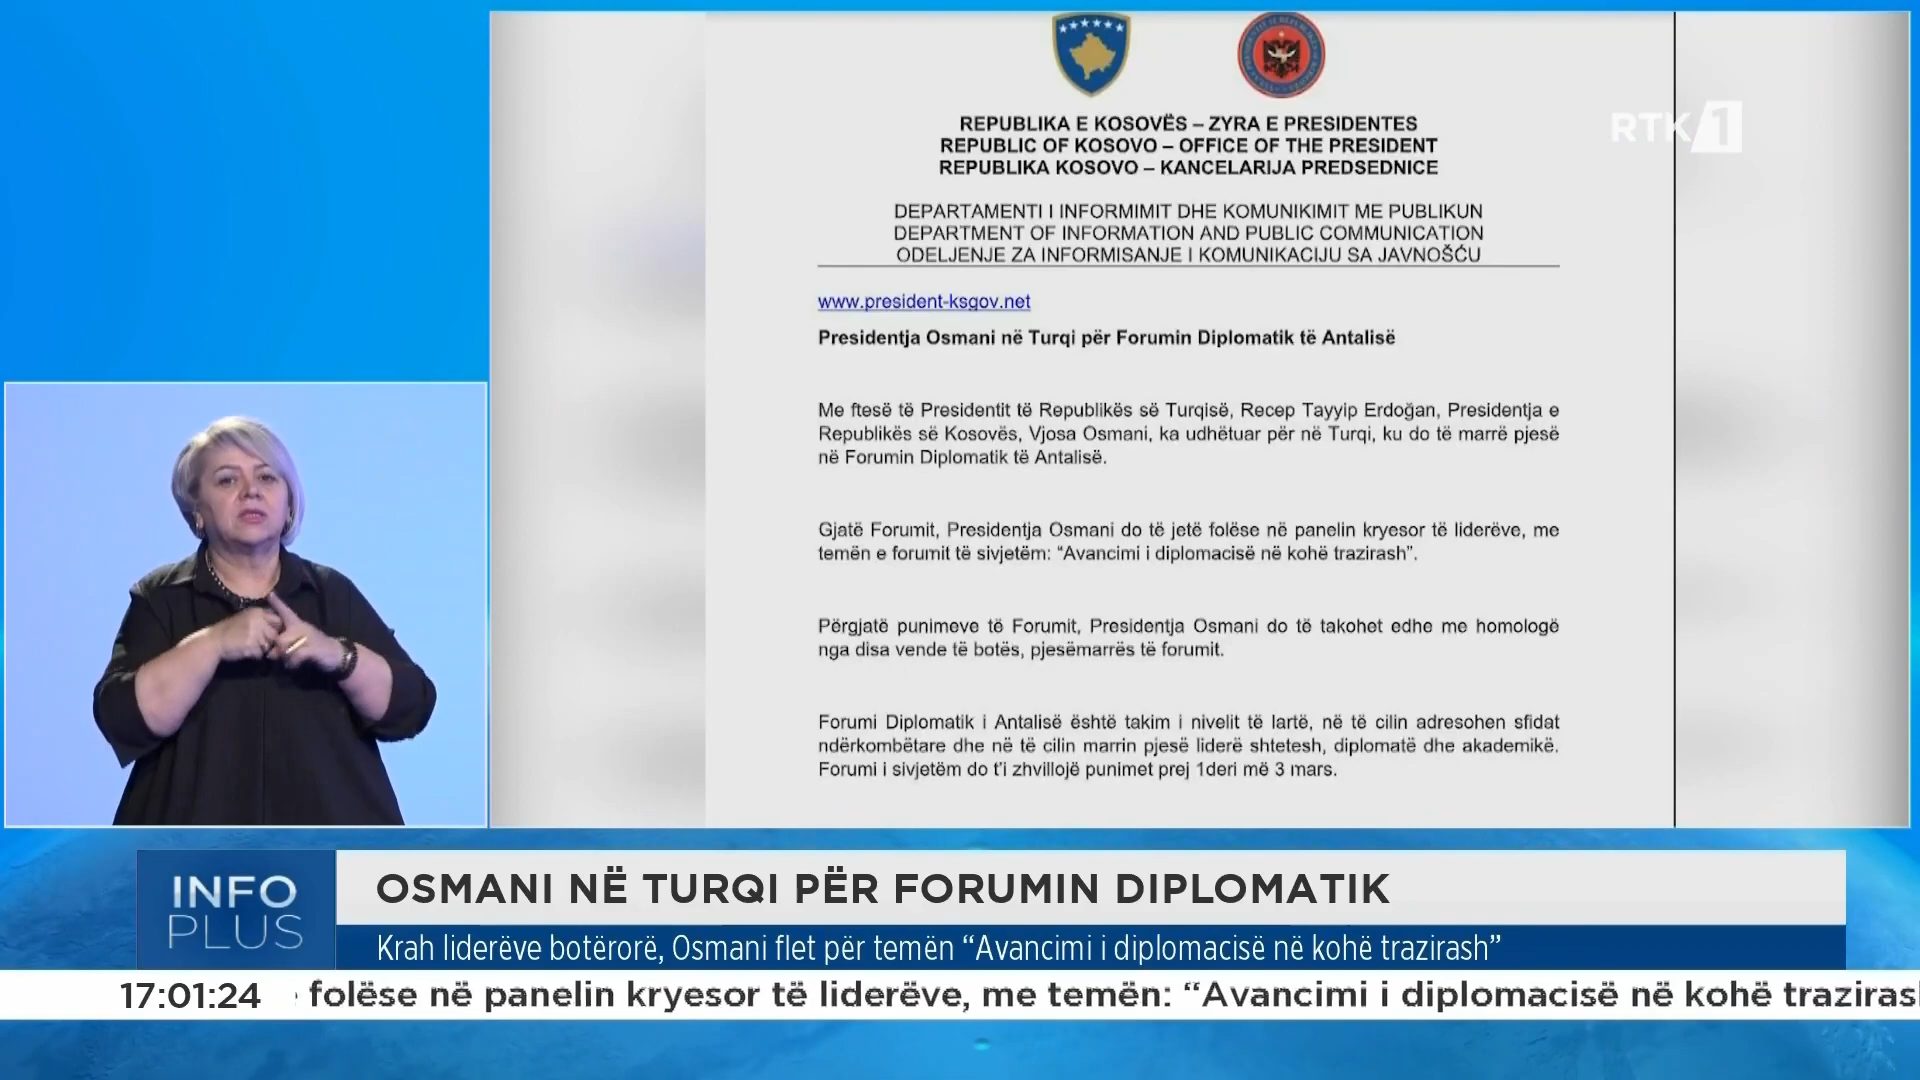 REPUBLIKA E KOSOVËS – ZYRA E PRESIDENTES
REPUBLIC OF KOSOVO – OFFICE OF THE PRESIDENT
REPUBLIKA KOSOVO – KANCELARIJA PREDSEDNICE
RTK1
DEPARTAMENTI I INFORMIMIT DHE KOMUNIKIMIT ME PUBLIKUN
DEPARTMENT OF INFORMATION AND PUBLIC COMMUNICATION
ODELJENJE ZA INFORMISANJE I KOMUNIKACIJU SA JAVNOŠĆU
www.president-ksgov.net
Presidentja Osmani në Turqi për Forumin Diplomatik të Antalisë
Me ftesë të Presidentit të Republikës së Turqisë, Recep Tayyip Erdoğan, Presidentja e
Republikës së Kosovës, Vjosa Osmani, ka udhëtuar për në Turqi, ku do të marrë pjesë
në Forumin Diplomatik të Antalisë.
Gjatë Forumit, Presidentja Osmani do të jetë folëse në panelin kryesor të liderëve, me
temën e forumit të sivjetëm: “Avancimi i diplomacisë në kohë trazirash”.
Përgjatë punimeve të Forumit, Presidentja Osmani do të takohet edhe me homologë
nga disa vende të botës, pjesëmarrës të forumit.
Forumi Diplomatik i Antalisë është takim i nivelit të lartë, në të cilin adresohen sfidat
ndërkombëtare dhe në të cilin marrin pjesë liderë shtetesh, diplomatë dhe akademikë.
Forumi i sivjetëm do t’i zhvillojë punimet prej 1deri më 3 mars.
INFO
PLUS
OSMANI NË TURQI PËR FORUMIN DIPLOMATIK
Krah liderëve botërorë, Osmani flet për temën “Avancimi i diplomacisë në kohë trazirash”
17:01:24 folëse në panelin kryesor të liderëve, me temën: “Avancimi i diplomacisë në kohë trazirash